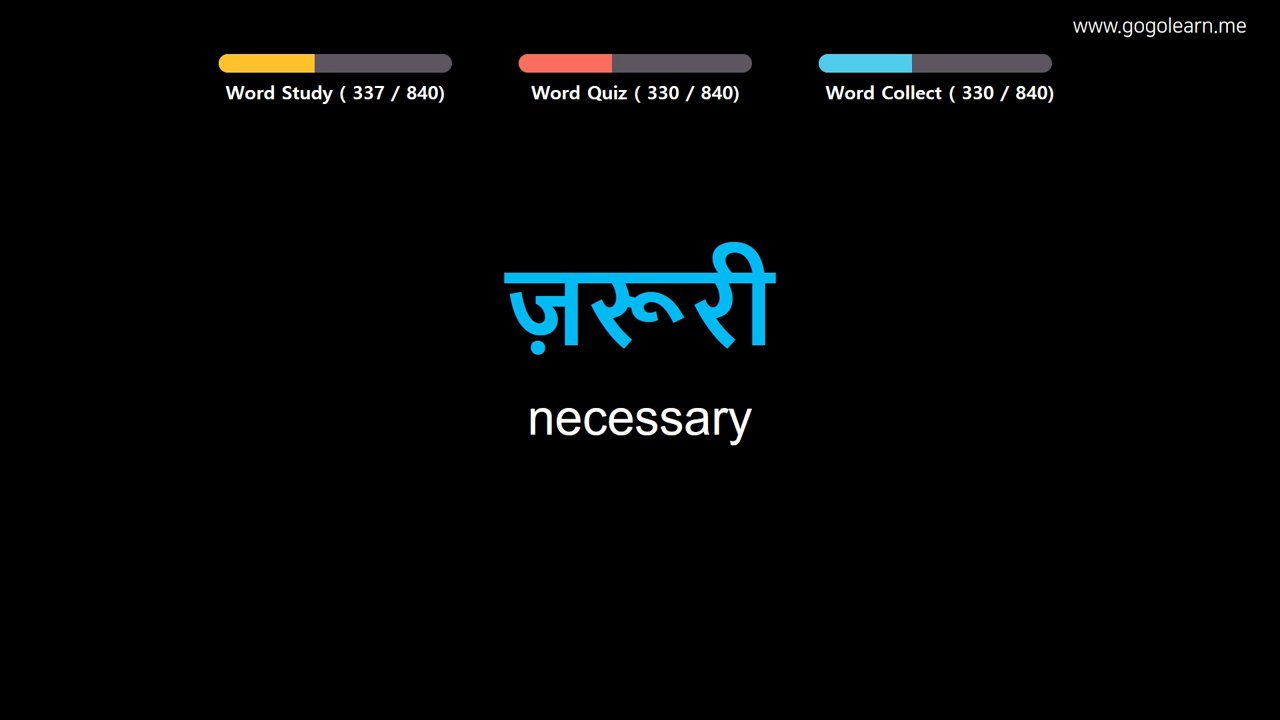 www.gogolearn.me
Word Study ( 337 / 840)
Word Quiz ( 330 / 840)
Word Collect ( 330 / 840)
ज़रूरी
necessary